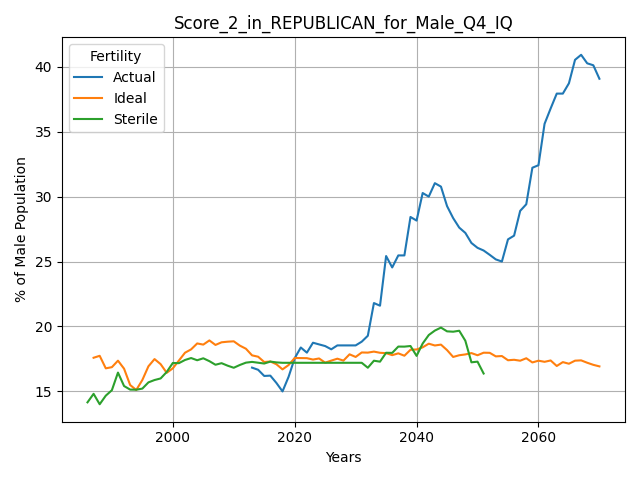 Score_2_in_REPUBLICAN_for_Male_Q4_IQ
Fertility
Actual
Ideal
Sterile
% of Male Population
40
35
30
25
20
15
2000
2020
2040
2060
Years